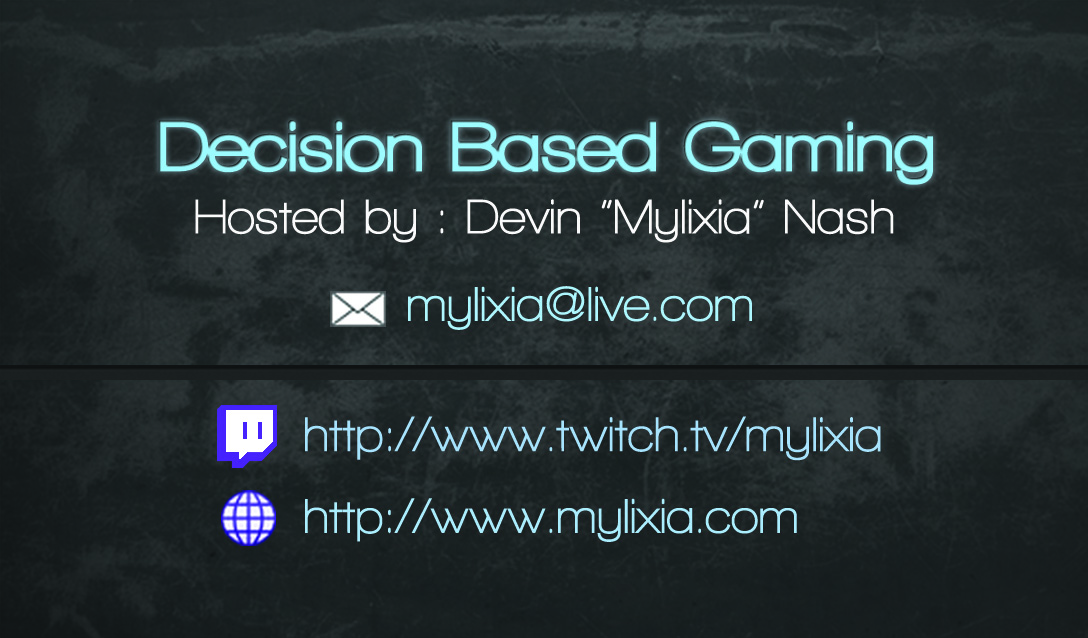 Decision Based Gaming
Hosted by : Devin "Mylixia" Nash
mylixia@live.com
http://www.twitch.tv/mylixia
http://www.mylixia.com